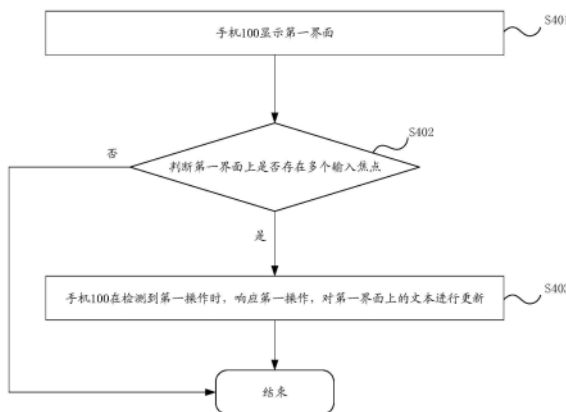 手机100显示第一界面
S401
S402
否
判断第一界面上是否存在多个输入焦点
是
手机100在检测到第一操作时，响应第一操作，对第一界面上的文本进行更新
S403
结束